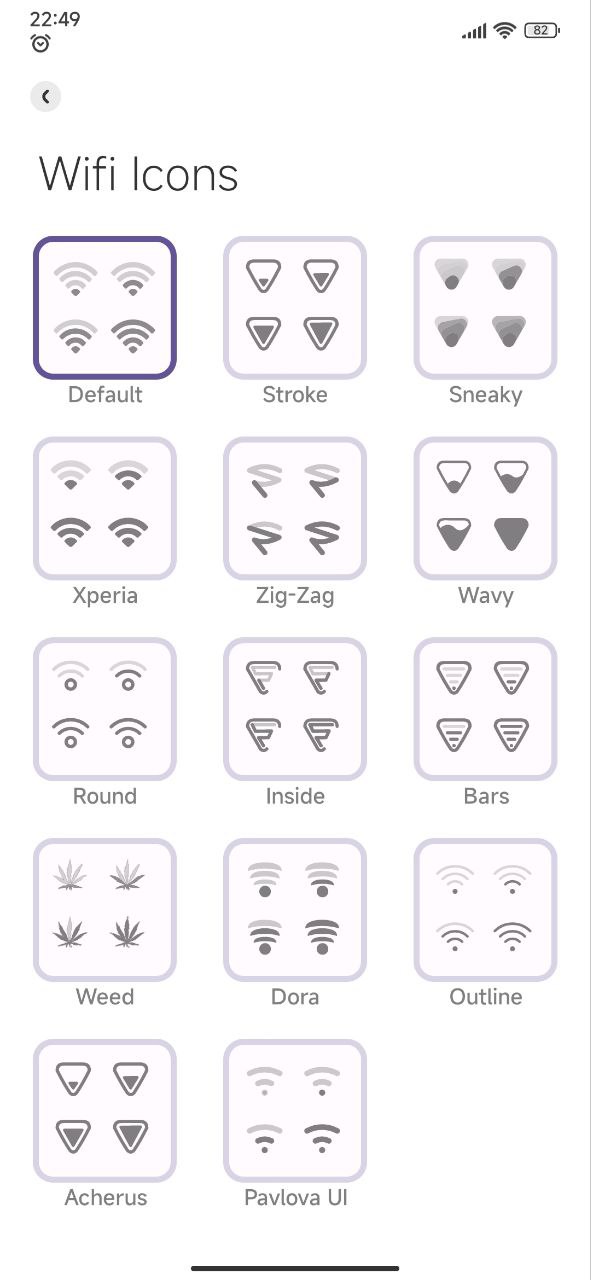 22:49
82
Wifi Icons
Default
Stroke
Sneaky
Xperia
Zig-Zag
Wavy
Round
Inside
Bars
Weed
Dora
Outline
Acherus
Pavlova UI